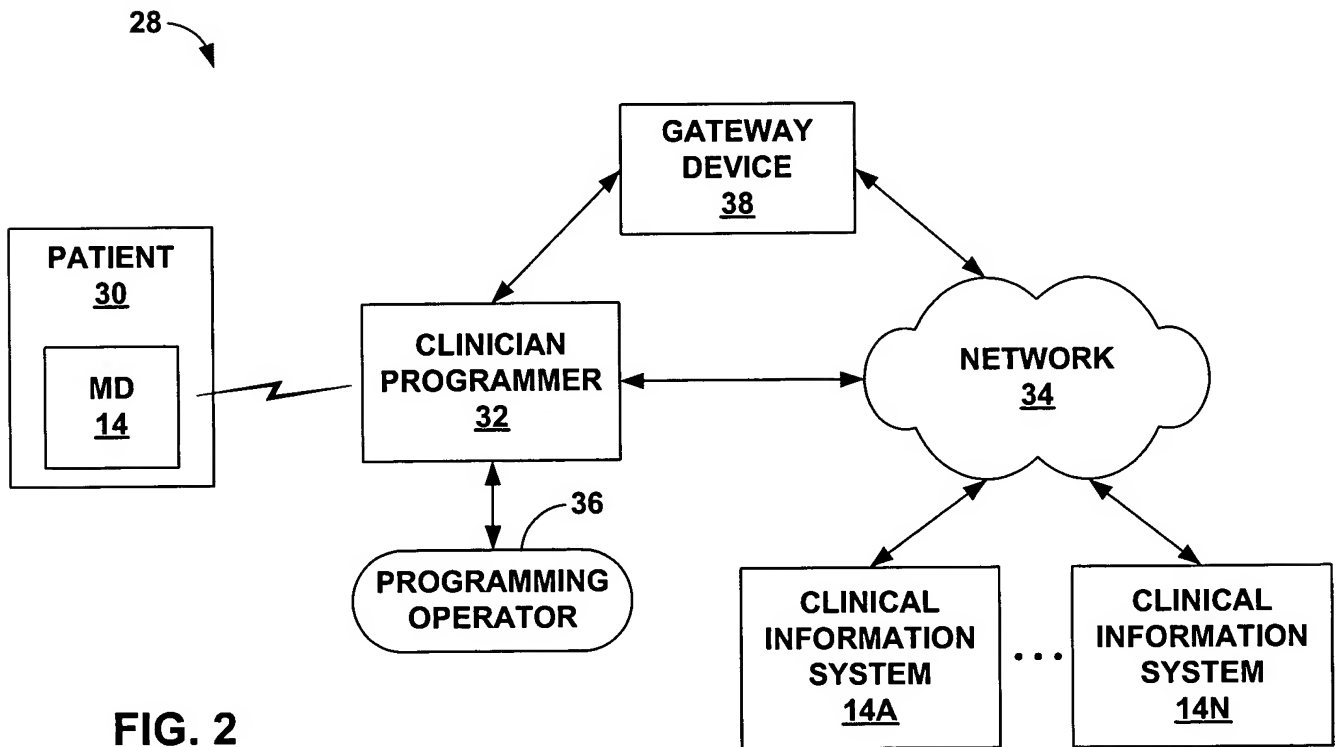 28
GATEWAY
DEVICE
38
PATIENT
30
MD
14
CLINICIAN
PROGRAMMER
32
NETWORK
34
36
PROGRAMMING
OPERATOR
CLINICAL
INFORMATION
SYSTEM
14A
...
CLINICAL
INFORMATION
SYSTEM
14N
FIG. 2